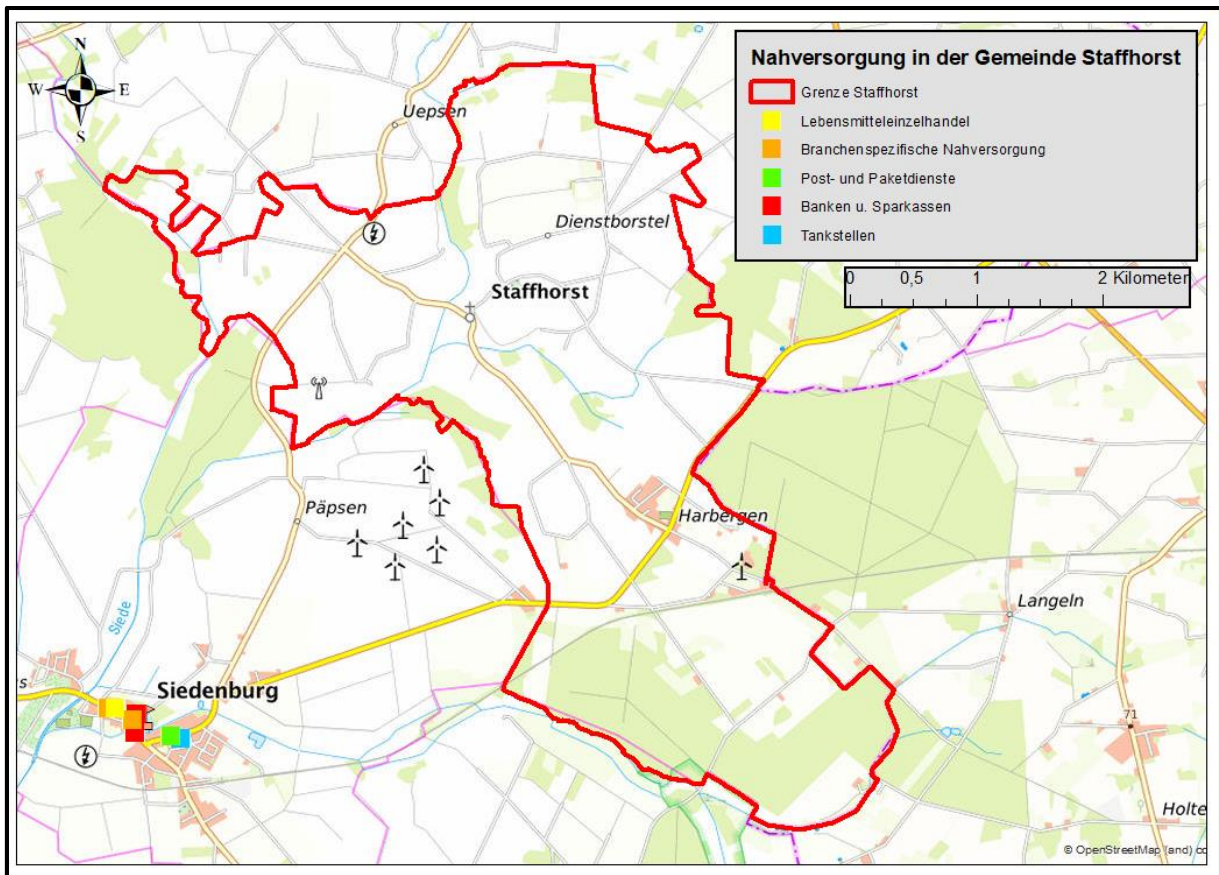 Nahversorgung in der Gemeinde Staffhorst
Grenze Staffhorst
Lebensmitteleinzelhandel
Branchenspezifische Nahversorgung
Post- und Paketdienste
Banken u. Sparkassen
Tankstellen
0 0,5 1 2 Kilometer
N
W E
S
Uepsen
Dienstborstel
Staffhorst
Päpsen
Harbergen
Langeln
Siede
Siedenburg
71
Holte
© OpenStreetMap (and) co